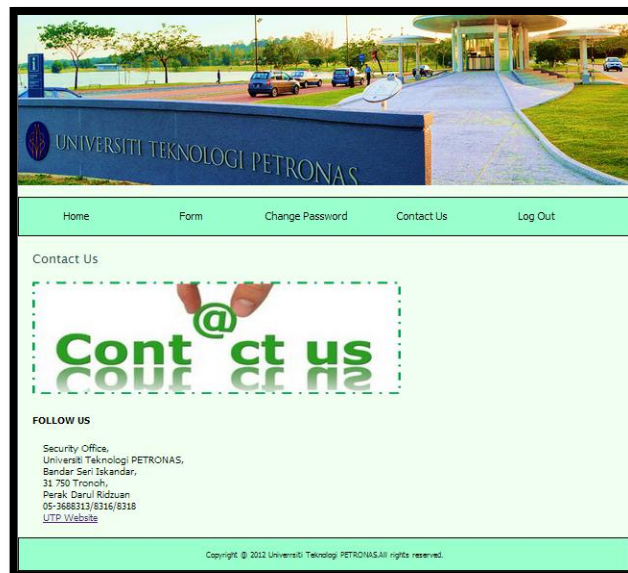 UNIVERSITI TEKNOLOGI PETRONAS
Home Form Change Password Contact Us Log Out
Contact Us
Cont@ct us
FOLLOW US
Security Office,
Universiti Teknologi PETRONAS,
Bandar Seri Iskandar,
31 750 Tronoh,
Perak Darul Ridzuan
05-3688313/8316/8318
UTP Website
Copyright @ 2012 Univerrsiti Teknologi PETRONAS.All rights reserved.